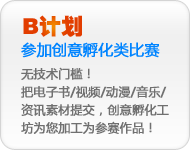 B计划
参加创意孵化类比赛
无技术门槛！
把电子书/视频/动漫/音乐/
资讯素材提交，创意孵化工
坊为您加工为参赛作品！